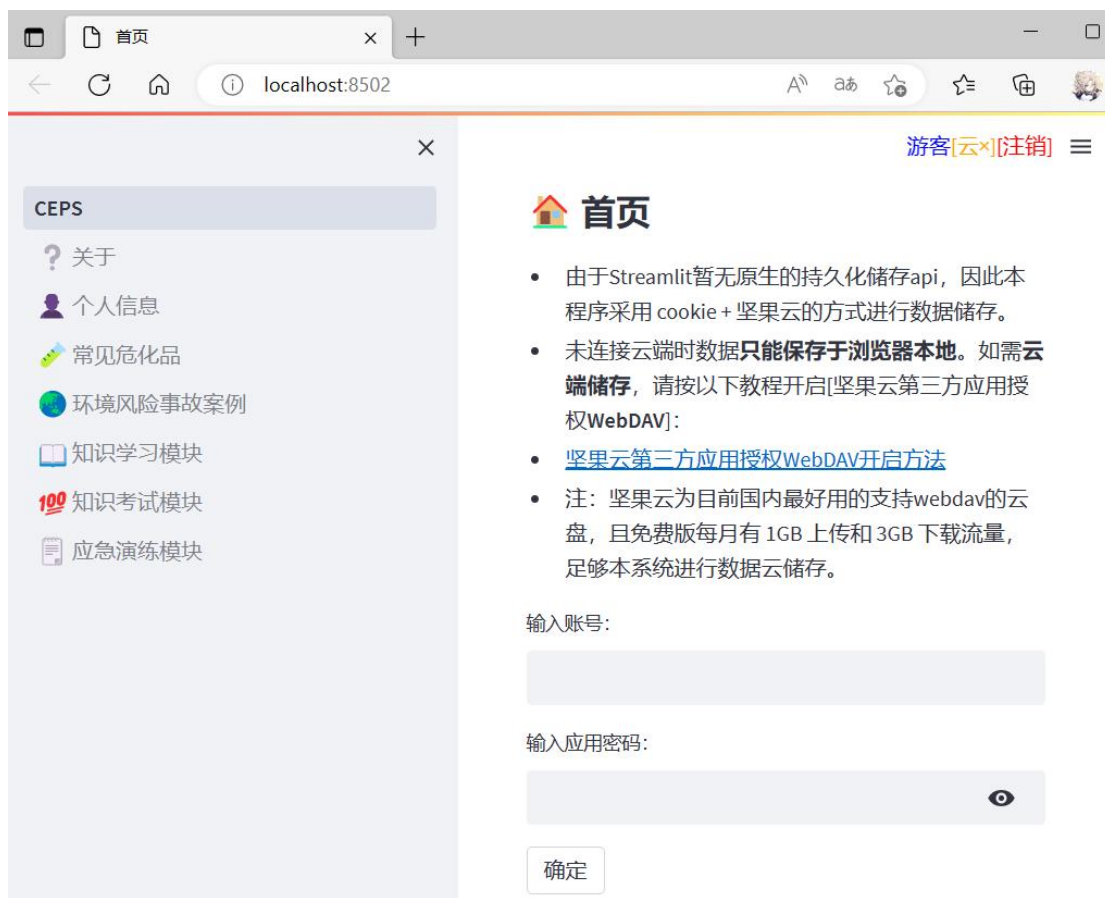 首页
localhost:8502
游客[云×][注销]
CEPS
关于
个人信息
常见危化品
环境风险事故案例
知识学习模块
知识考试模块
应急演练模块
首页
由于Streamlit暂无原生的持久化储存api，因此本
程序采用 cookie + 坚果云的方式进行数据储存。
未连接云端时数据只能保存于浏览器本地。如需云
端储存，请按以下教程开启[坚果云第三方应用授
权WebDAV]：
坚果云第三方应用授权WebDAV开启方法
注：坚果云为目前国内最好用的支持webdav的云
盘，且免费版每月有 1GB 上传和 3GB 下载流量，
足够本系统进行数据云储存。
输入账号：
输入应用密码：
确定